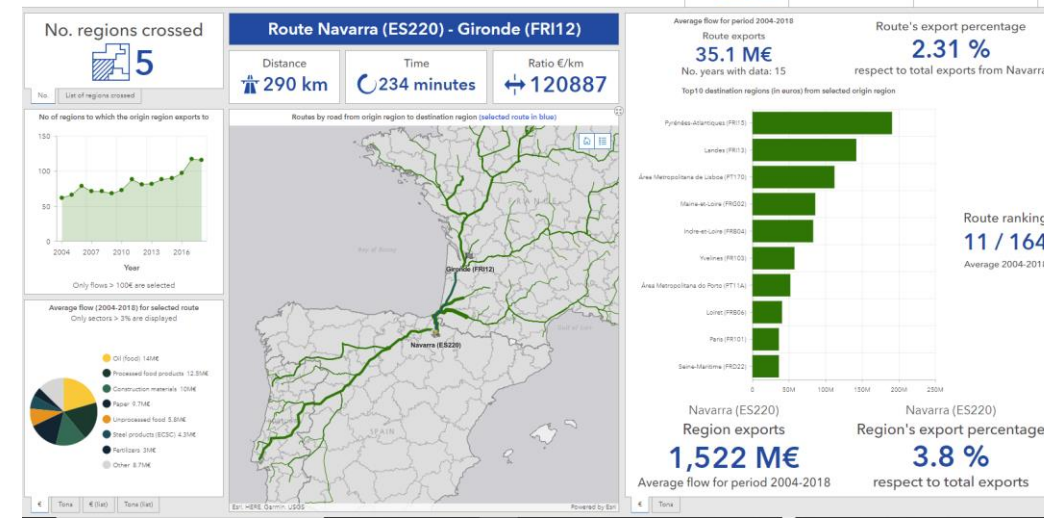 No. regions crossed
5
No.
List of regions crossed
Route Navarra (ES220) - Gironde (FRI12)
Distance
290 km
Time
234 minutes
Ratio €/km
120887
Average flow for period 2004-2018
Route exports
35.1 M€
No. years with data: 15
Route's export percentage
2.31 %
respect to total exports from Navarra
No of regions to which the origin region exports to
150
100
50
0
2004 2007 2010 2013 2016
Year
Only flows > 100€ are selected
Average flow (2004-2018) for selected route
Only sectors > 3% are displayed
Oil (food) 14M€
Processed food products 12.5M€
Construction materials 10M€
Paper 9.7M€
Unprocessed food 5.8M€
Steel products (ECSC) 4.3M€
Fertilizers 3M€
Other 8.7M€
€
Tons
€ (list)
Tons (list)
Routes by road from origin region to destination region (selected route in blue)
FRANCE
Bay of Biscay
Gironde (FRI12)
Gulf of Lion
Navarra (ES220)
SPAIN
Esri, HERE, Garmin, USGS
Powered by Esri
Top10 destination regions (in euros) from selected origin region
Pyrénées-Atlantiques (FRI15)
Landes (FRI13)
Área Metropolitana de Lisboa (PT170)
Maine-et-Loire (FRG02)
Indre-et-Loire (FRB04)
Yvelines (FR103)
Área Metropolitana do Porto (PT11A)
Loiret (FRB06)
Paris (FR101)
Seine-Maritime (FRD22)
0 50M 100M 150M 200M 250M
Route ranking
11 / 164
Average 2004-2018
Navarra (ES220)
Region exports
1,522 M€
Average flow for period 2004-2018
Navarra (ES220)
Region's export percentage
3.8 %
respect to total exports
€
Tons